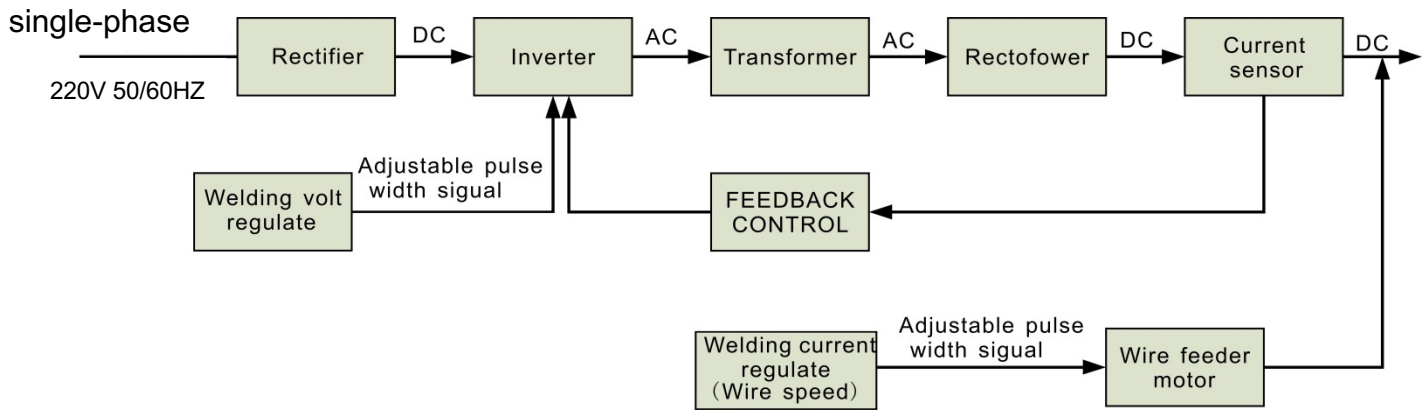 single-phase
220V 50/60HZ
Rectifier
DC
Inverter
AC
Transformer
AC
Rectofower
DC
Current
sensor
DC
Welding volt
regulate
Adjustable pulse
width sigual
FEEDBACK
CONTROL
Welding current
regulate
(Wire speed)
Adjustable pulse
width sigual
Wire feeder
motor